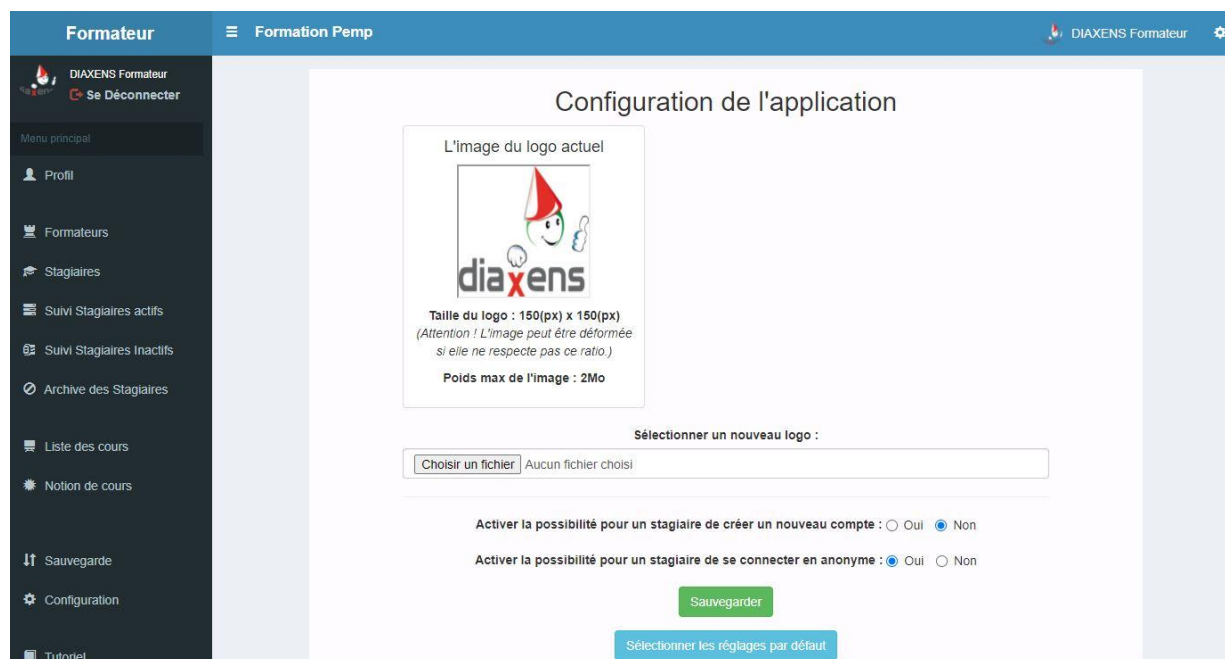 Formateur
Formation Pemp
DIAXENS Formateur
DIAXENS Formateur
Se Déconnecter
Menu principal
Profil
Formateurs
Stagiaires
Suivi Stagiaires actifs
Suivi Stagiaires Inactifs
Archive des Stagiaires
Liste des cours
Notion de cours
Sauvegarde
Configuration
Tutoriel
Configuration de l'application
L'image du logo actuel
diaxens
Taille du logo : 150(px) x 150(px)
(Attention ! L'image peut être déformée
si elle ne respecte pas ce ratio.)
Poids max de l'image : 2Mo
Sélectionner un nouveau logo :
Choisir un fichier Aucun fichier choisi
Activer la possibilité pour un stagiaire de créer un nouveau compte : Oui Non
Activer la possibilité pour un stagiaire de se connecter en anonyme : Oui Non
Sauvegarder
Sélectionner les réglages par défaut